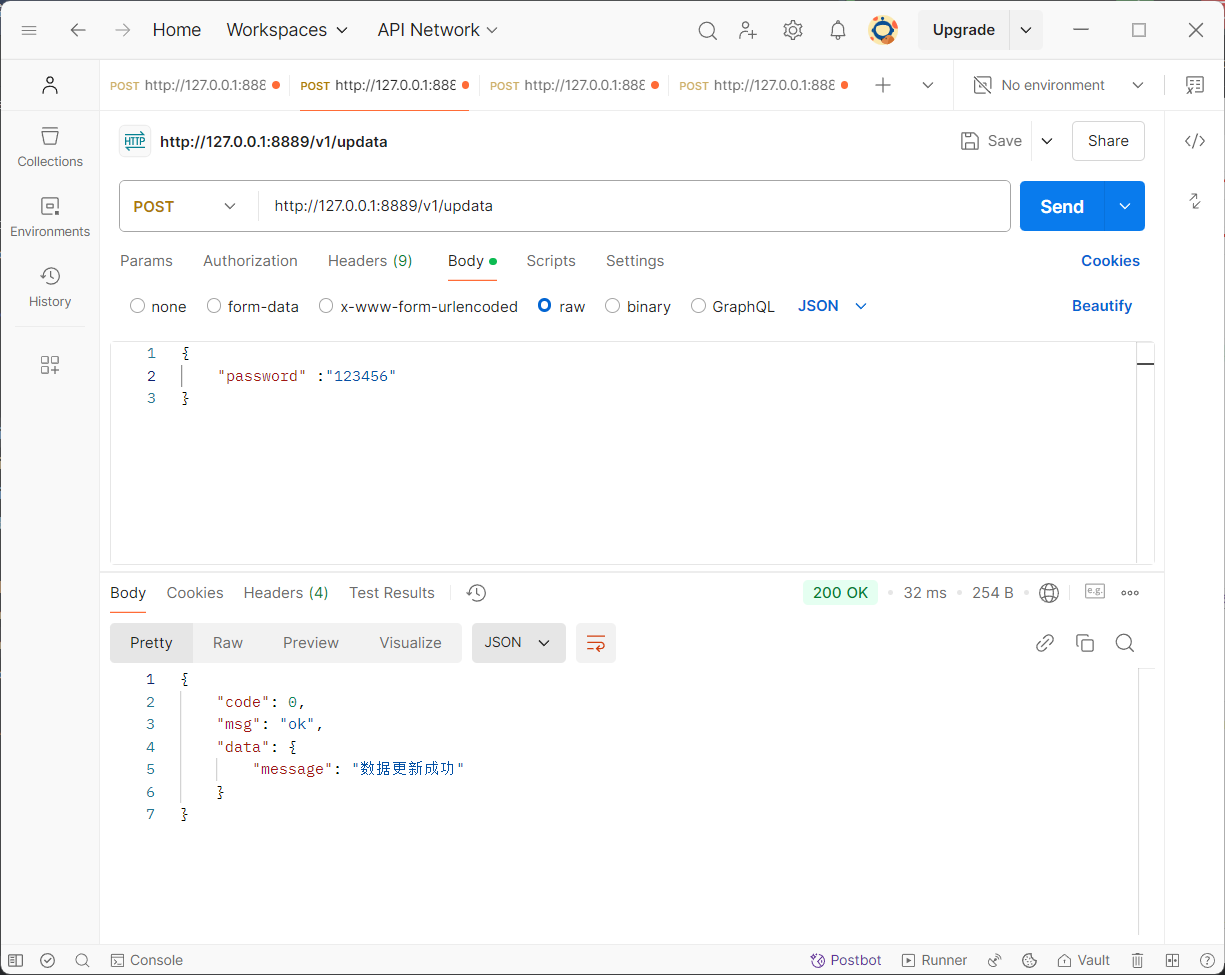 Home Workspaces API Network Upgrade
POST http://127.0.0.1:888 POST http://127.0.0.1:888 POST http://127.0.0.1:888 POST http://127.0.0.1:888 No environment
HTTP http://127.0.0.1:8889/v1/updata Save Share
Collections
POST http://127.0.0.1:8889/v1/updata Send
Environments
Params Authorization Headers (9) Body Scripts Settings Cookies
History
none form-data x-www-form-urlencoded raw binary GraphQL JSON Beautify
1 {
2 "password" :"123456"
3 }
Body Cookies Headers (4) Test Results 200 OK 32 ms 254 B e.g.
Pretty Raw Preview Visualize JSON
1 {
2 "code": 0,
3 "msg": "ok",
4 "data": {
5 "message": "数据更新成功"
6 }
7 }
Console Postbot Runner Vault